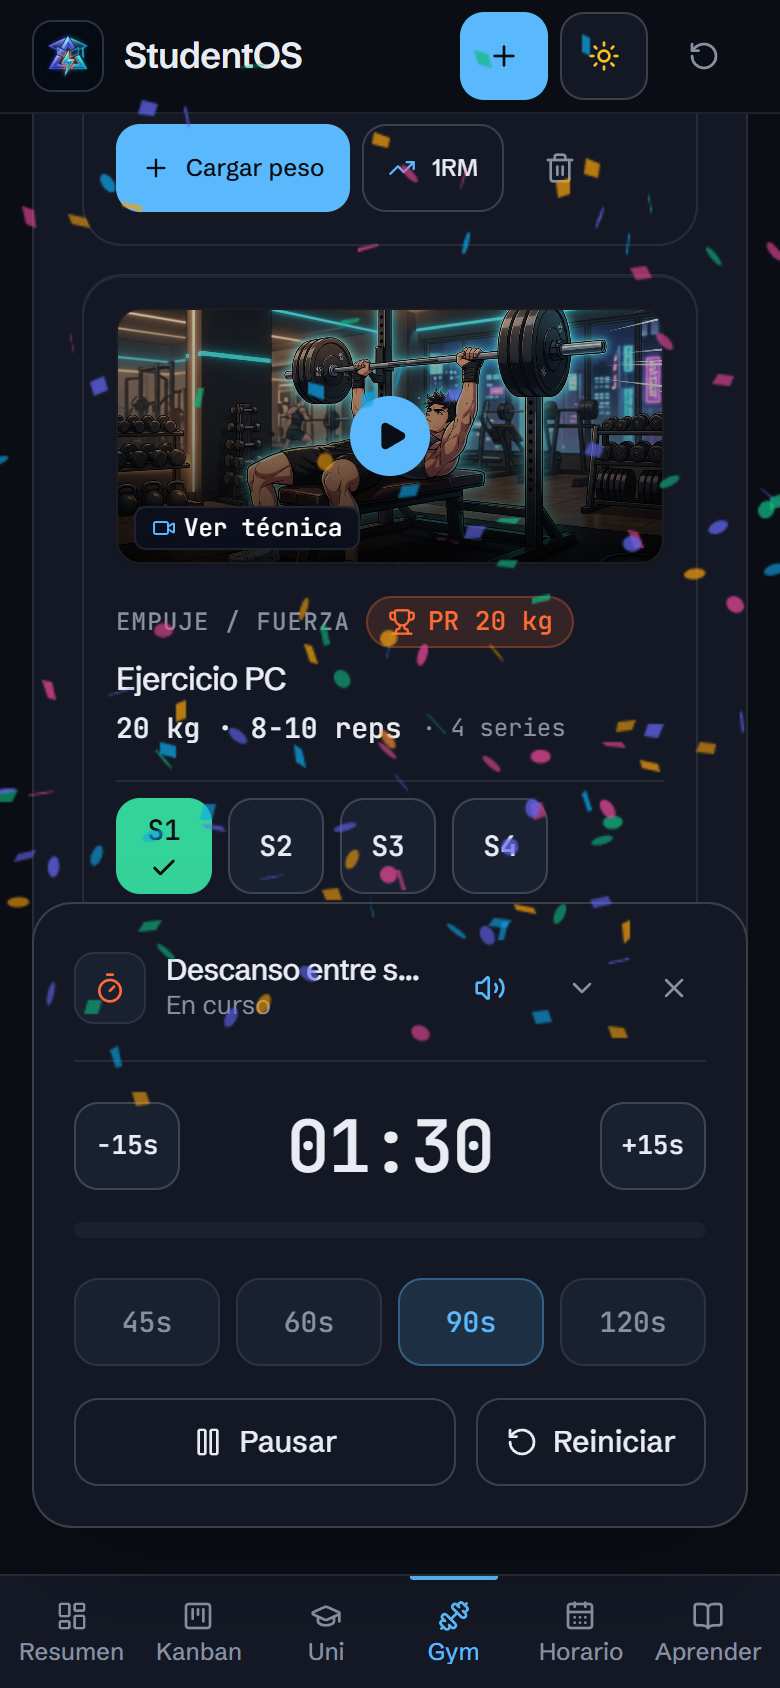 StudentOS
Cargar peso
1RM
Ver técnica
EMPUJE / FUERZA
PR 20 kg
Ejercicio PC
20 kg · 8-10 reps · 4 series
S1
S2
S3
S4
Descanso entre s...
En curso
-15s
01:30
+15s
45s
60s
90s
120s
Pausar
Reiniciar
Resumen
Kanban
Uni
Gym
Horario
Aprender